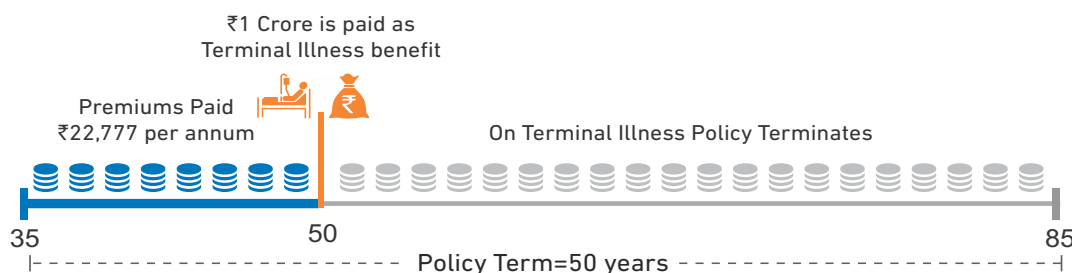 ₹1 Crore is paid as
Terminal Illness benefit
Premiums Paid
₹22,777 per annum
₹
On Terminal Illness Policy Terminates
35
50
85
Policy Term=50 years